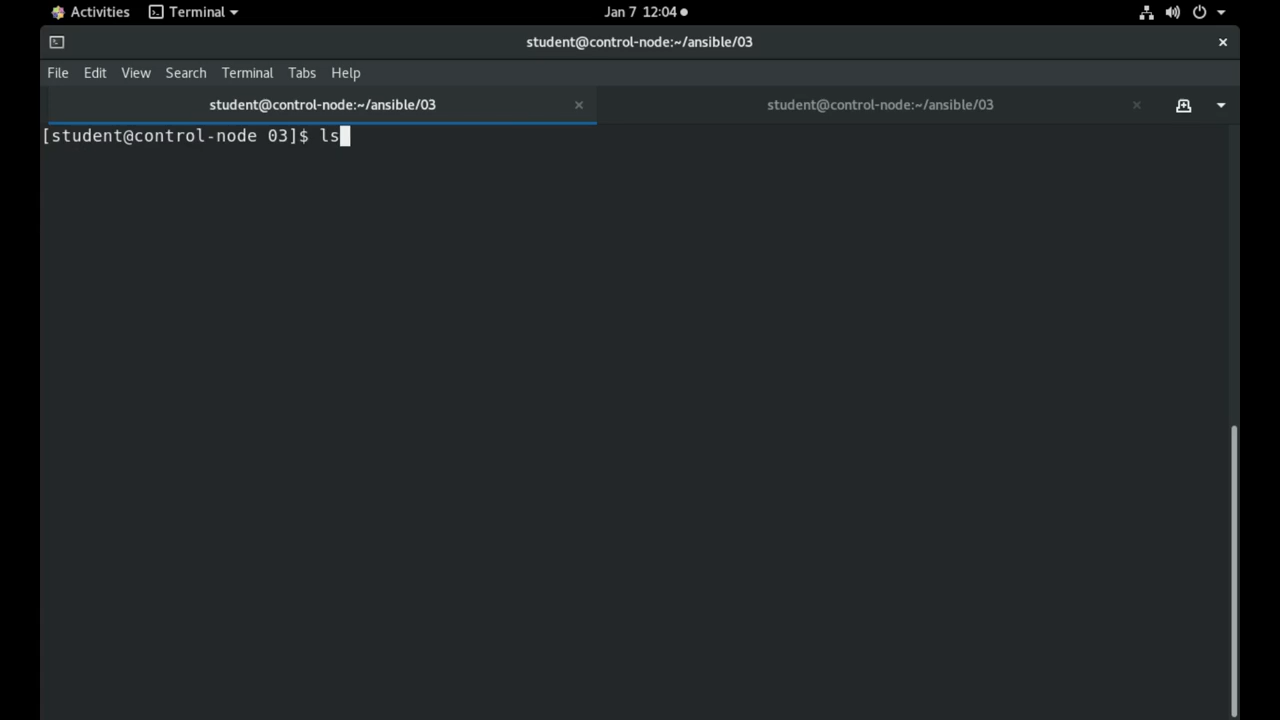 Activities Terminal Jan 7 12:04
student@control-node:~/ansible/03
File Edit View Search Terminal Tabs Help
student@control-node:~/ansible/03 student@control-node:~/ansible/03
[student@control-node 03]$ ls